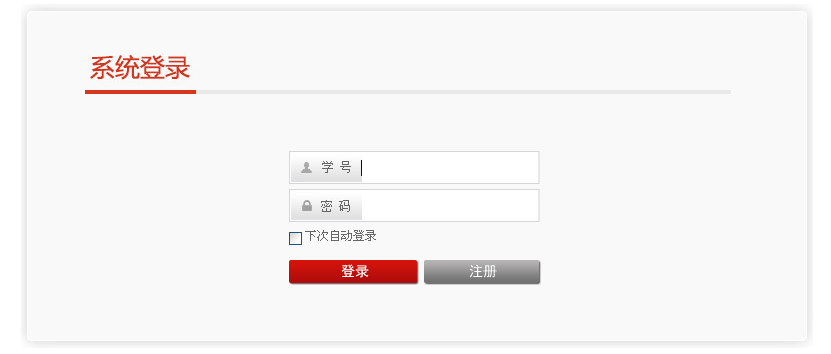 系统登录
学 号
密 码
下次自动登录
登录 注册